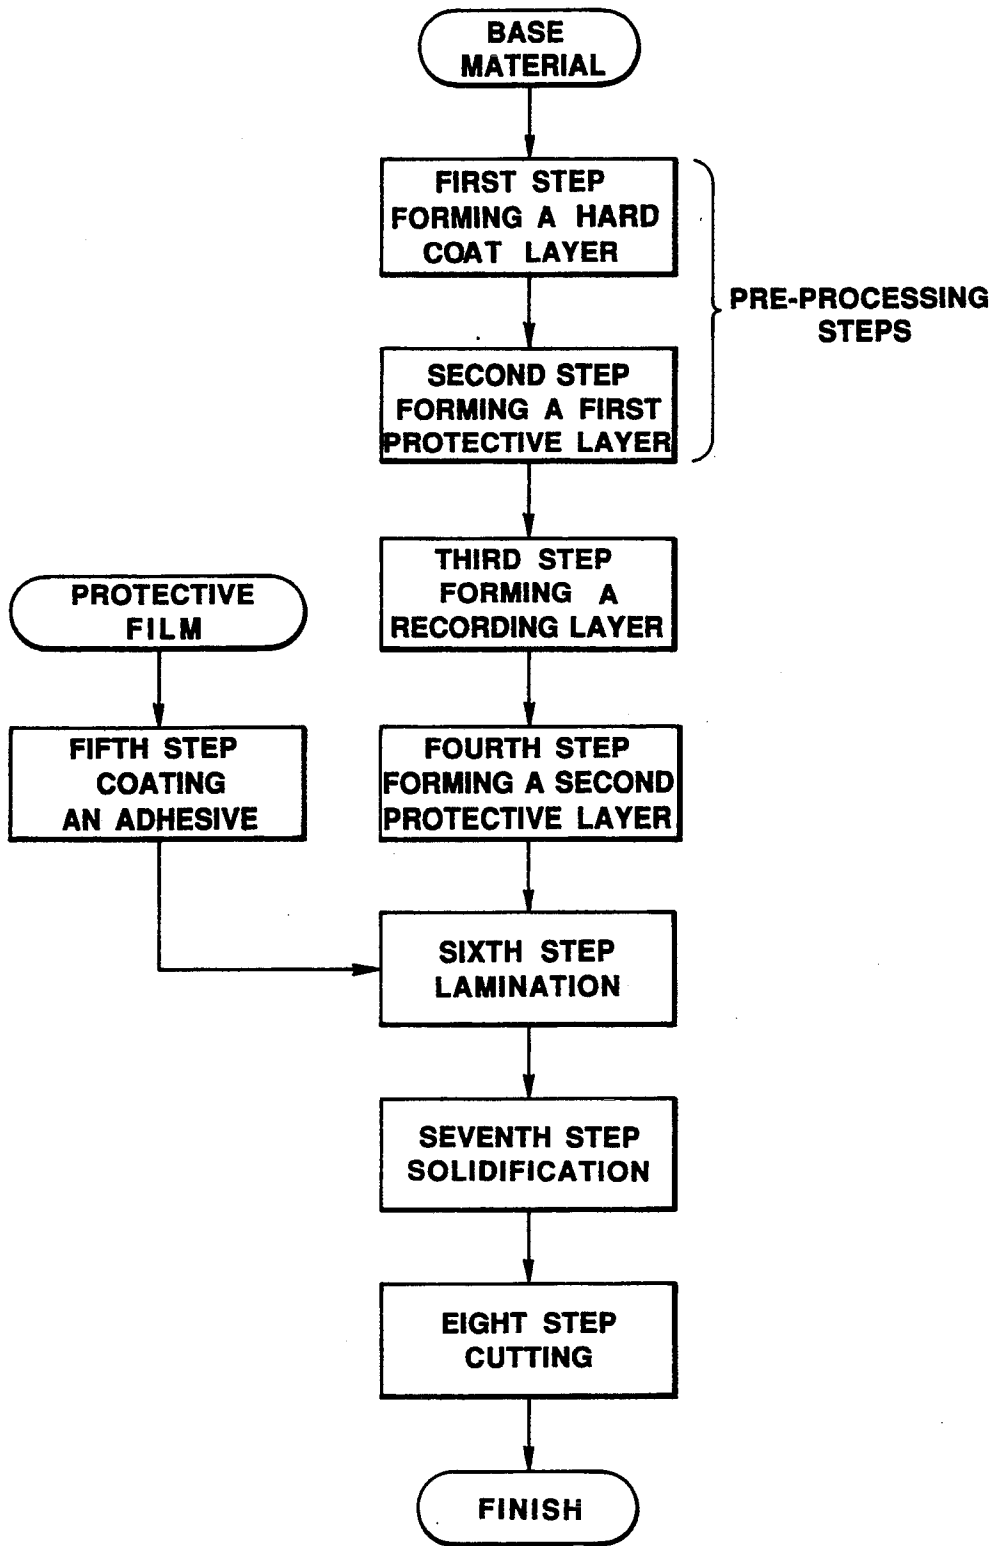 BASE
MATERIAL
FIRST STEP
FORMING A HARD
COAT LAYER
PRE-PROCESSING
STEPS
SECOND STEP
FORMING A FIRST
PROTECTIVE LAYER
THIRD STEP
FORMING A
RECORDING LAYER
PROTECTIVE
FILM
FIFTH STEP
COATING
AN ADHESIVE
FOURTH STEP
FORMING A SECOND
PROTECTIVE LAYER
SIXTH STEP
LAMINATION
SEVENTH STEP
SOLIDIFICATION
EIGHT STEP
CUTTING
FINISH